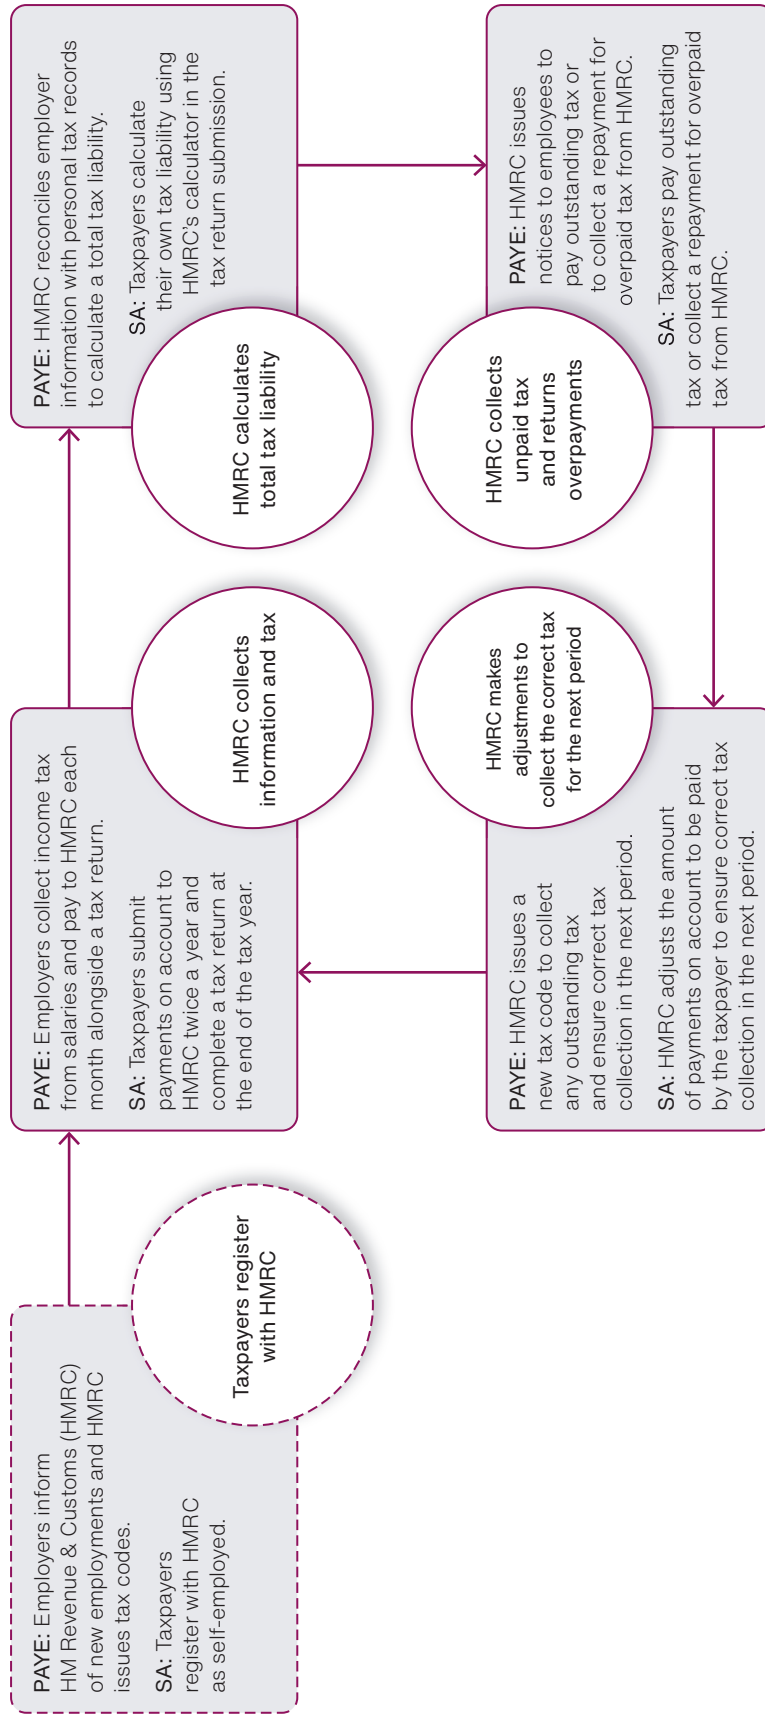 PAYE: Employers inform
HM Revenue & Customs (HMRC)
of new employments and HMRC
issues tax codes.
SA: Taxpayers
register with HMRC
as self-employed.
Taxpayers register
with HMRC
PAYE: Employers collect income tax
from salaries and pay to HMRC each
month alongside a tax return.
SA: Taxpayers submit
payments on account to
HMRC twice a year and
complete a tax return at
the end of the tax year.
HMRC collects
information and tax
PAYE: HMRC reconciles employer
information with personal tax records
to calculate a total tax liability.
SA: Taxpayers calculate
their own tax liability using
HMRC's calculator in the
tax return submission.
HMRC calculates
total tax liability
PAYE: HMRC issues
notices to employees to
pay outstanding tax or
to collect a repayment for
overpaid tax from HMRC.
SA: Taxpayers pay outstanding
tax or collect a repayment for overpaid
tax from HMRC.
HMRC collects
unpaid tax
and returns
overpayments
PAYE: HMRC issues a
new tax code to collect
any outstanding tax
and ensure correct tax
collection in the next period.
SA: HMRC adjusts the amount
of payments on account to be paid
by the taxpayer to ensure correct tax
collection in the next period.
HMRC makes
adjustments to
collect the correct tax
for the next period